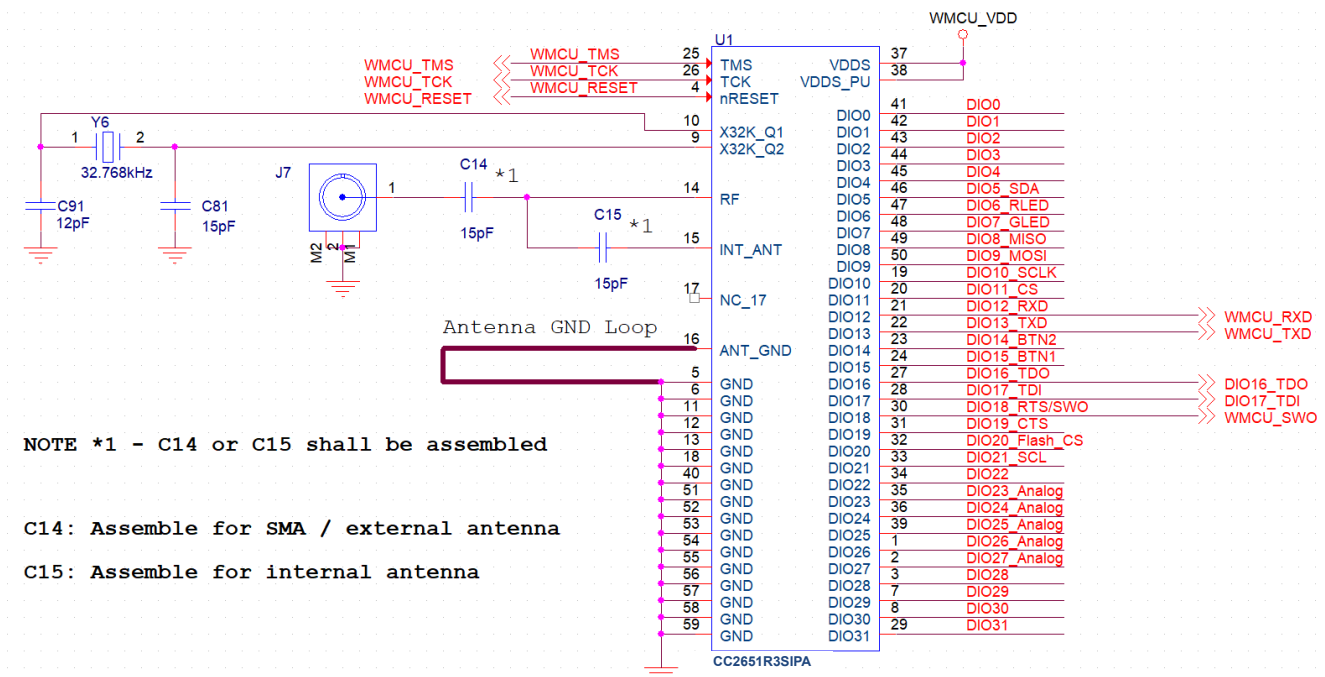 WMCU_VDD
U1
WMCU_TMS WMCU_TMS 25 TMS
WMCU_TCK WMCU_TCK 26 TCK
WMCU_RESET WMCU_RESET 4 nRESET
VDDS 37
VDDS_PU 38
10 X32K_Q1
9 X32K_Q2
Y6
1 2
32.768kHz
C91
12pF
C81
15pF
J7
1
M2 2 M1
C14 *1
15pF
14 RF
C15 *1
15pF
15 INT_ANT
17 NC_17
Antenna GND Loop
16 ANT_GND
5 GND
6 GND
11 GND
12 GND
13 GND
18 GND
40 GND
51 GND
52 GND
53 GND
54 GND
55 GND
56 GND
57 GND
58 GND
59 GND
DIO0 41 DIO0
DIO1 42 DIO1
DIO2 43 DIO2
DIO3 44 DIO3
DIO4 45 DIO4
DIO5 46 DIO5_SDA
DIO6 47 DIO6_RLED
DIO7 48 DIO7_GLED
DIO8 49 DIO8_MISO
DIO9 50 DIO9_MOSI
DIO10 19 DIO10_SCLK
DIO11 20 DIO11_CS
DIO12 21 DIO12_RXD WMCU_RXD
DIO13 22 DIO13_TXD WMCU_TXD
DIO14 23 DIO14_BTN2
DIO15 24 DIO15_BTN1
DIO16 27 DIO16_TDO DIO16_TDO
DIO17 28 DIO17_TDI DIO17_TDI
DIO18 30 DIO18_RTS/SWO WMCU_SWO
DIO19 31 DIO19_CTS
DIO20 32 DIO20_Flash_CS
DIO21 33 DIO21_SCL
DIO22 34 DIO22
DIO23 35 DIO23_Analog
DIO24 36 DIO24_Analog
DIO25 39 DIO25_Analog
DIO26 1 DIO26_Analog
DIO27 2 DIO27_Analog
DIO28 3 DIO28
DIO29 7 DIO29
DIO30 8 DIO30
DIO31 29 DIO31
CC2651R3SIPA
NOTE *1 - C14 or C15 shall be assembled
C14: Assemble for SMA / external antenna
C15: Assemble for internal antenna